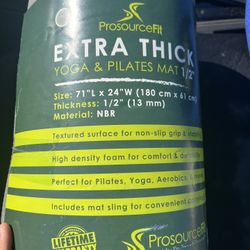 ProsourceFit
EXTRA THICK
YOGA & PILATES MAT 1/2"
Size: 71"L x 24"W (180 cm x 61 cm)
Thickness: 1/2" (13 mm)
Material: NBR
Textured surface for non-slip grip &
High density foam for comfort &
Perfect for Pilates, Yoga, Aerobics,
Includes mat sling for convenient
LIFETIME
WARRANTY
ProsourceFit